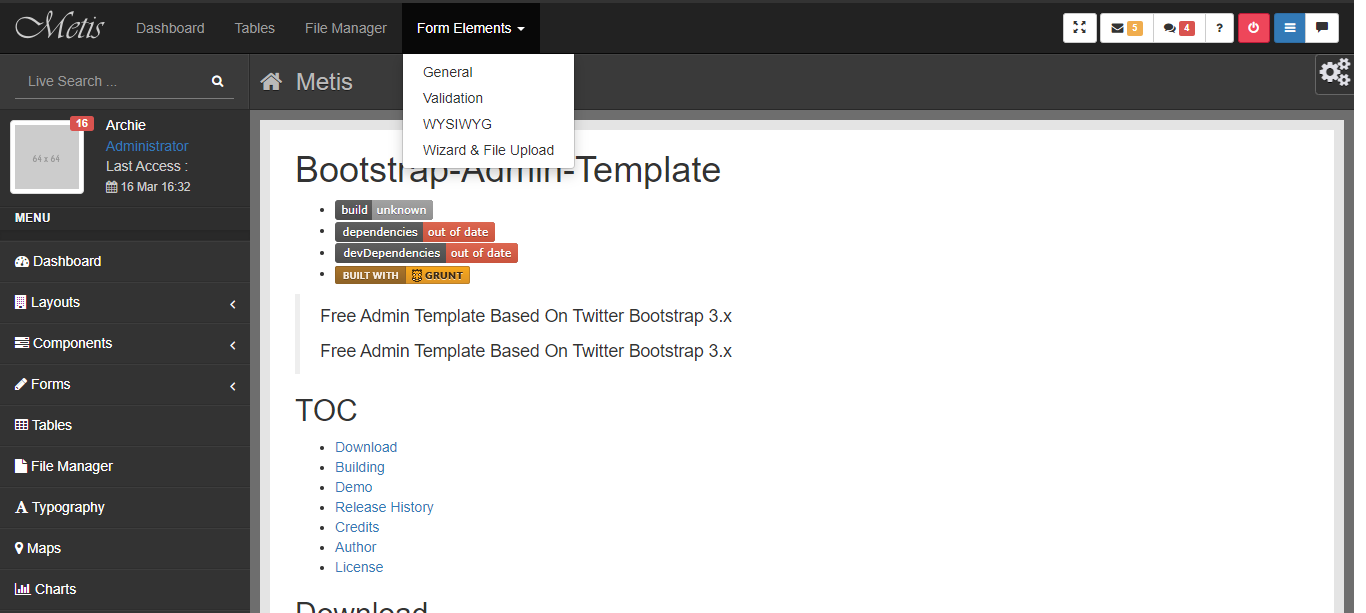 Metis
Dashboard Tables File Manager Form Elements
5 4 ?
General
Validation
WYSIWYG
Wizard & File Upload
Live Search ...
Metis
64 x 64
16
Archie
Administrator
Last Access :
16 Mar 16:32
MENU
Dashboard
Layouts
Components
Forms
Tables
File Manager
Typography
Maps
Charts
Bootstrap-Admin-Template
build unknown
dependencies out of date
devDependencies out of date
BUILT WITH GRUNT
Free Admin Template Based On Twitter Bootstrap 3.x
Free Admin Template Based On Twitter Bootstrap 3.x
TOC
Download
Building
Demo
Release History
Credits
Author
License
Download